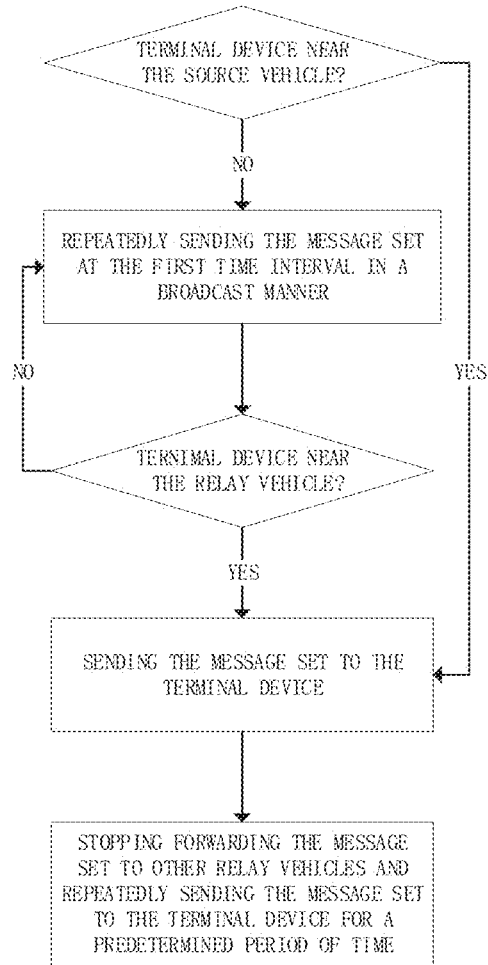 TERMINAL DEVICE NEAR
THE SOURCE VEHICLE?
NO
REPEATEDLY SENDING THE MESSAGE SET
AT THE FIRST TIME INTERVAL IN A
BROADCAST MANNER
NO
YES
TERNIMAL DEVICE NEAR
THE RELAY VEHICLE?
YES
SENDING THE MESSAGE SET TO THE
TERMINAL DEVICE
STOPPING FORWARDING THE MESSAGE
SET TO OTHER RELAY VEHICLES AND
REPEATEDLY SENDING THE MESSAGE SET
TO THE TERMINAL DEVICE FOR A
PREDETERMINED PERIOD OF TIME